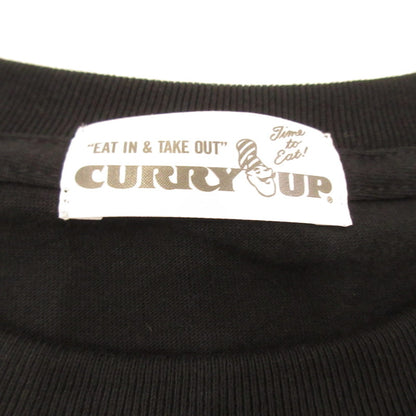 "EAT IN & TAKE OUT"
Time
to
Eat!
CURRY UP®